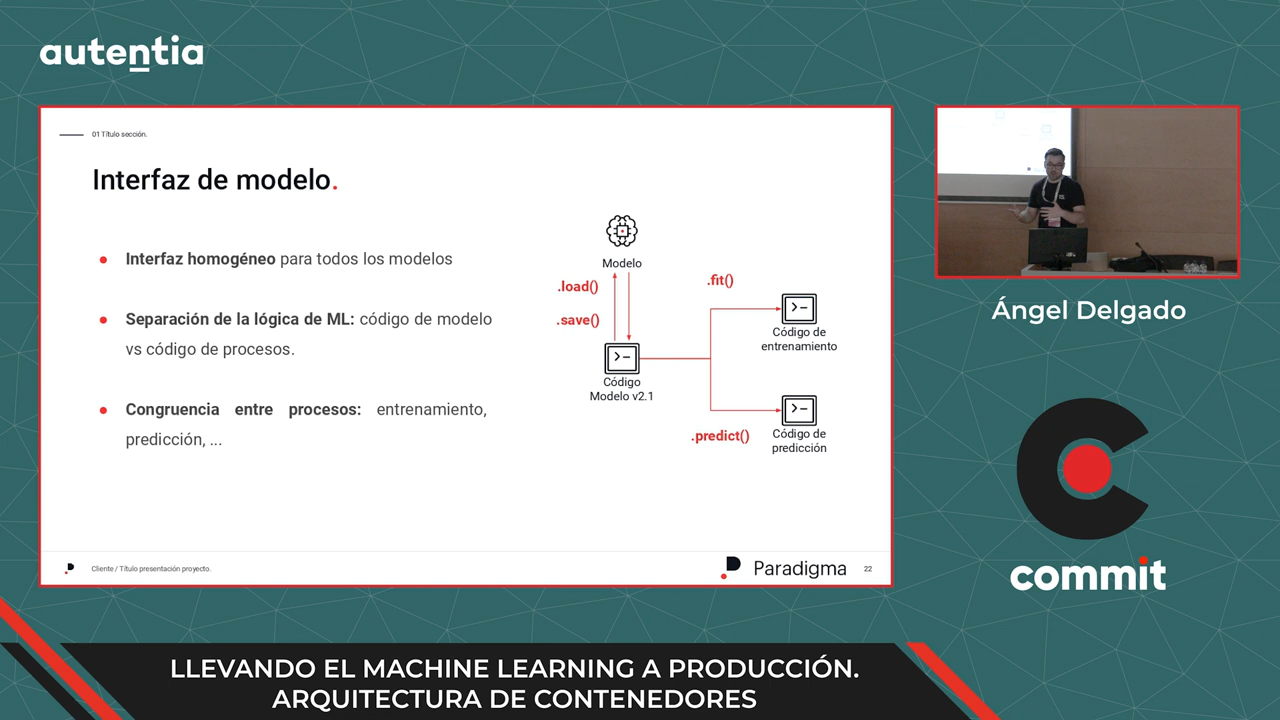 autentia
01 Título sección.
Interfaz de modelo.
Interfaz homogéneo para todos los modelos
Separación de la lógica de ML: código de modelo
vs código de procesos.
Congruencia entre procesos: entrenamiento,
predicción, ...
Modelo
.load()
.save()
.fit()
Código
Modelo v2.1
Código de
entrenamiento
.predict()
Código de
predicción
Cliente / Título presentación proyecto.
Paradigma
22
Ángel Delgado
commit
LLEVANDO EL MACHINE LEARNING A PRODUCCIÓN.
ARQUITECTURA DE CONTENEDORES